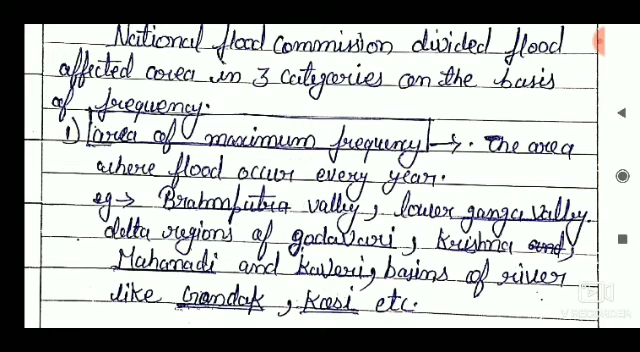 National flood Commission divided flood
affected area in 3 categories on the basis
of frequency.
1) area of maximum frequency → . The area
where flood occur every year.
eg → Brahmputra valley, lower ganga valley.
delta regions of godavari, Krishna and,
Mahanadi and Kaveri, basins of river
like Gandak, Kosi etc.